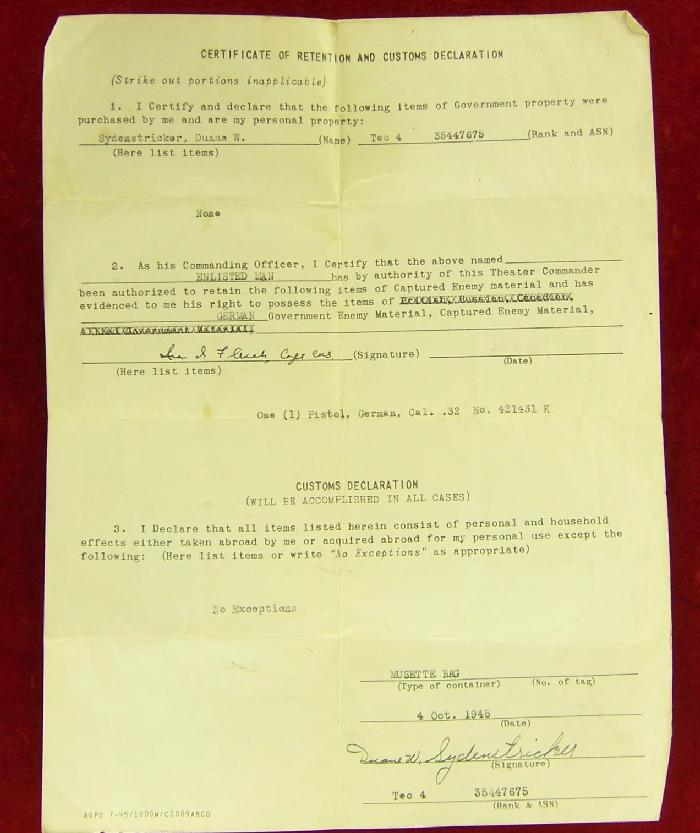 CERTIFICATE OF RETENTION AND CUSTOMS DECLARATION
(Strike out portions inapplicable)
1. I Certify and declare that the following items of Government property were
purchased by me and are my personal property:
Sydenstricker, Duane W. (Name) Tec 4 35447675 (Rank and ASN)
(Here list items)
None
2. As his Commanding Officer, I Certify that the above named
ENLISTED MAN has by authority of this Theater Commander
been authorized to retain the following items of Captured Enemy material and has
evidenced to me his right to possess the items of British, Russian, Canadian,
GERMAN Government Enemy Material, Captured Enemy Material,
(Signature)
(Date)
(Here list items)
One (1) Pistol, German, Cal. .32 No. 421431 K
CUSTOMS DECLARATION
(WILL BE ACCOMPLISHED IN ALL CASES)
3. I Declare that all items listed herein consist of personal and household
effects either taken abroad by me or acquired abroad for my personal use except the
following: (Here list items or write "No Exceptions" as appropriate)
No Exceptions
MUSETTE BAG
(Type of container) (No. of tag)
4 Oct. 1945
(Date)
Duane W. Sydenstricker
(Signature)
Tec 4 35447675
(Rank & ASN)
AGPD 7-45/1000M/C2089ABCD